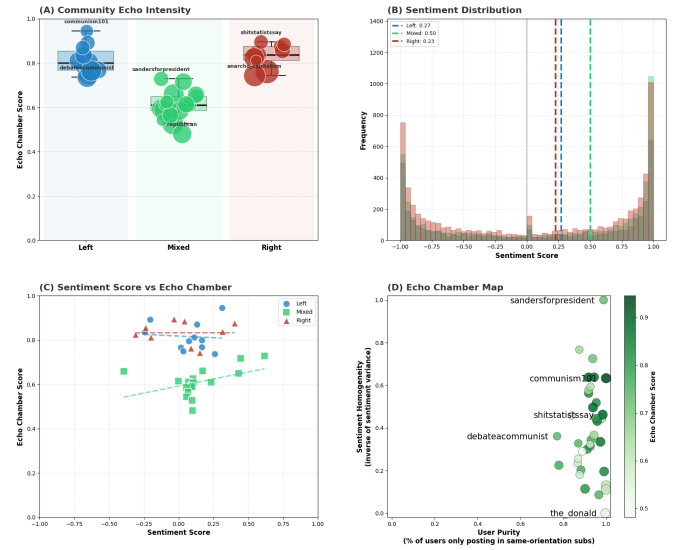 (A) Community Echo Intensity
Echo Chamber Score
1.0
0.8
0.6
0.4
0.2
0.0
communism101
debateacommunist
sandersforpresident
republican
shitstatistssay
anarcho_capitalism
Left
Mixed
Right
(B) Sentiment Distribution
Frequency
1400
1200
1000
800
600
400
200
0
Left: 0.27
Mixed: 0.50
Right: 0.23
−1.00
−0.75
−0.50
−0.25
0.00
0.25
0.50
0.75
1.00
Sentiment Score
(C) Sentiment Score vs Echo Chamber
Echo Chamber Score
1.0
0.8
0.6
0.4
0.2
0.0
Left
Mixed
Right
−1.00
−0.75
−0.50
−0.25
0.00
0.25
0.50
0.75
1.00
Sentiment Score
(D) Echo Chamber Map
Sentiment Homogeneity
(inverse of sentiment variance)
1.0
0.8
0.6
0.4
0.2
0.0
sandersforpresident
communism101
shitstatistssay
debateacommunist
the_donald
0.0
0.2
0.4
0.6
0.8
1.0
User Purity
(% of users only posting in same-orientation subs)
0.9
0.8
0.7
0.6
0.5
Echo Chamber Score